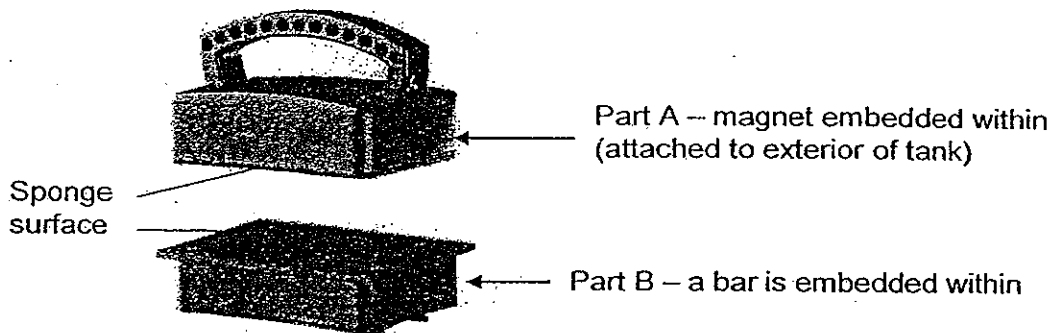 Part A – magnet embedded within
(attached to exterior of tank)
Sponge
surface
Part B – a bar is embedded within